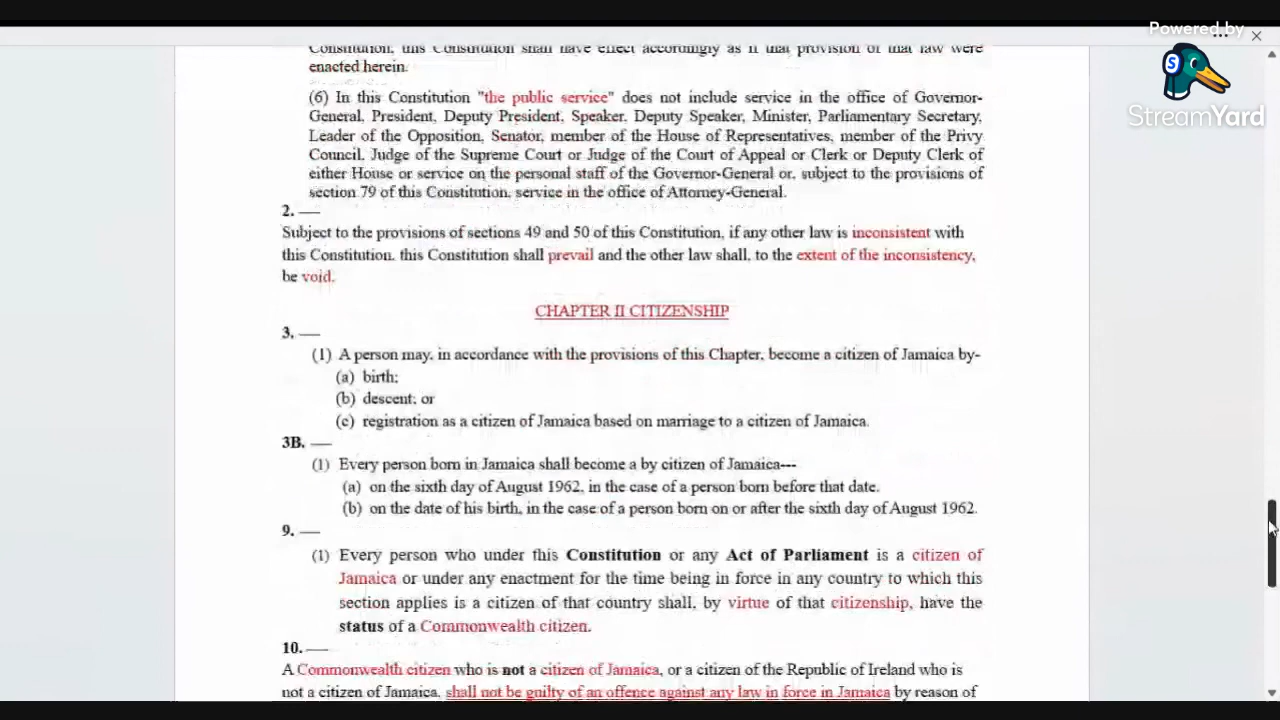 Powered by
StreamYard
Constitution, this Constitution shall have effect accordingly as if that provision of that law were
enacted herein.
(6) In this Constitution "the public service" does not include service in the office of Governor-
General, President, Deputy President, Speaker, Deputy Speaker, Minister, Parliamentary Secretary,
Leader of the Opposition, Senator, member of the House of Representatives, member of the Privy
Council, Judge of the Supreme Court or Judge of the Court of Appeal or Clerk or Deputy Clerk of
either House or service on the personal staff of the Governor-General or, subject to the provisions of
section 79 of this Constitution, service in the office of Attorney-General.
2. —
Subject to the provisions of sections 49 and 50 of this Constitution, if any other law is inconsistent with
this Constitution, this Constitution shall prevail and the other law shall, to the extent of the inconsistency,
be void.
CHAPTER II CITIZENSHIP
3. —
(1) A person may, in accordance with the provisions of this Chapter, become a citizen of Jamaica by-
(a) birth;
(b) descent; or
(c) registration as a citizen of Jamaica based on marriage to a citizen of Jamaica.
3B. —
(1) Every person born in Jamaica shall become a by citizen of Jamaica---
(a) on the sixth day of August 1962, in the case of a person born before that date.
(b) on the date of his birth, in the case of a person born on or after the sixth day of August 1962.
9. —
(1) Every person who under this Constitution or any Act of Parliament is a citizen of
Jamaica or under any enactment for the time being in force in any country to which this
section applies is a citizen of that country shall, by virtue of that citizenship, have the
status of a Commonwealth citizen.
10. —
A Commonwealth citizen who is not a citizen of Jamaica, or a citizen of the Republic of Ireland who is
not a citizen of Jamaica, shall not be guilty of an offence against any law in force in Jamaica by reason of